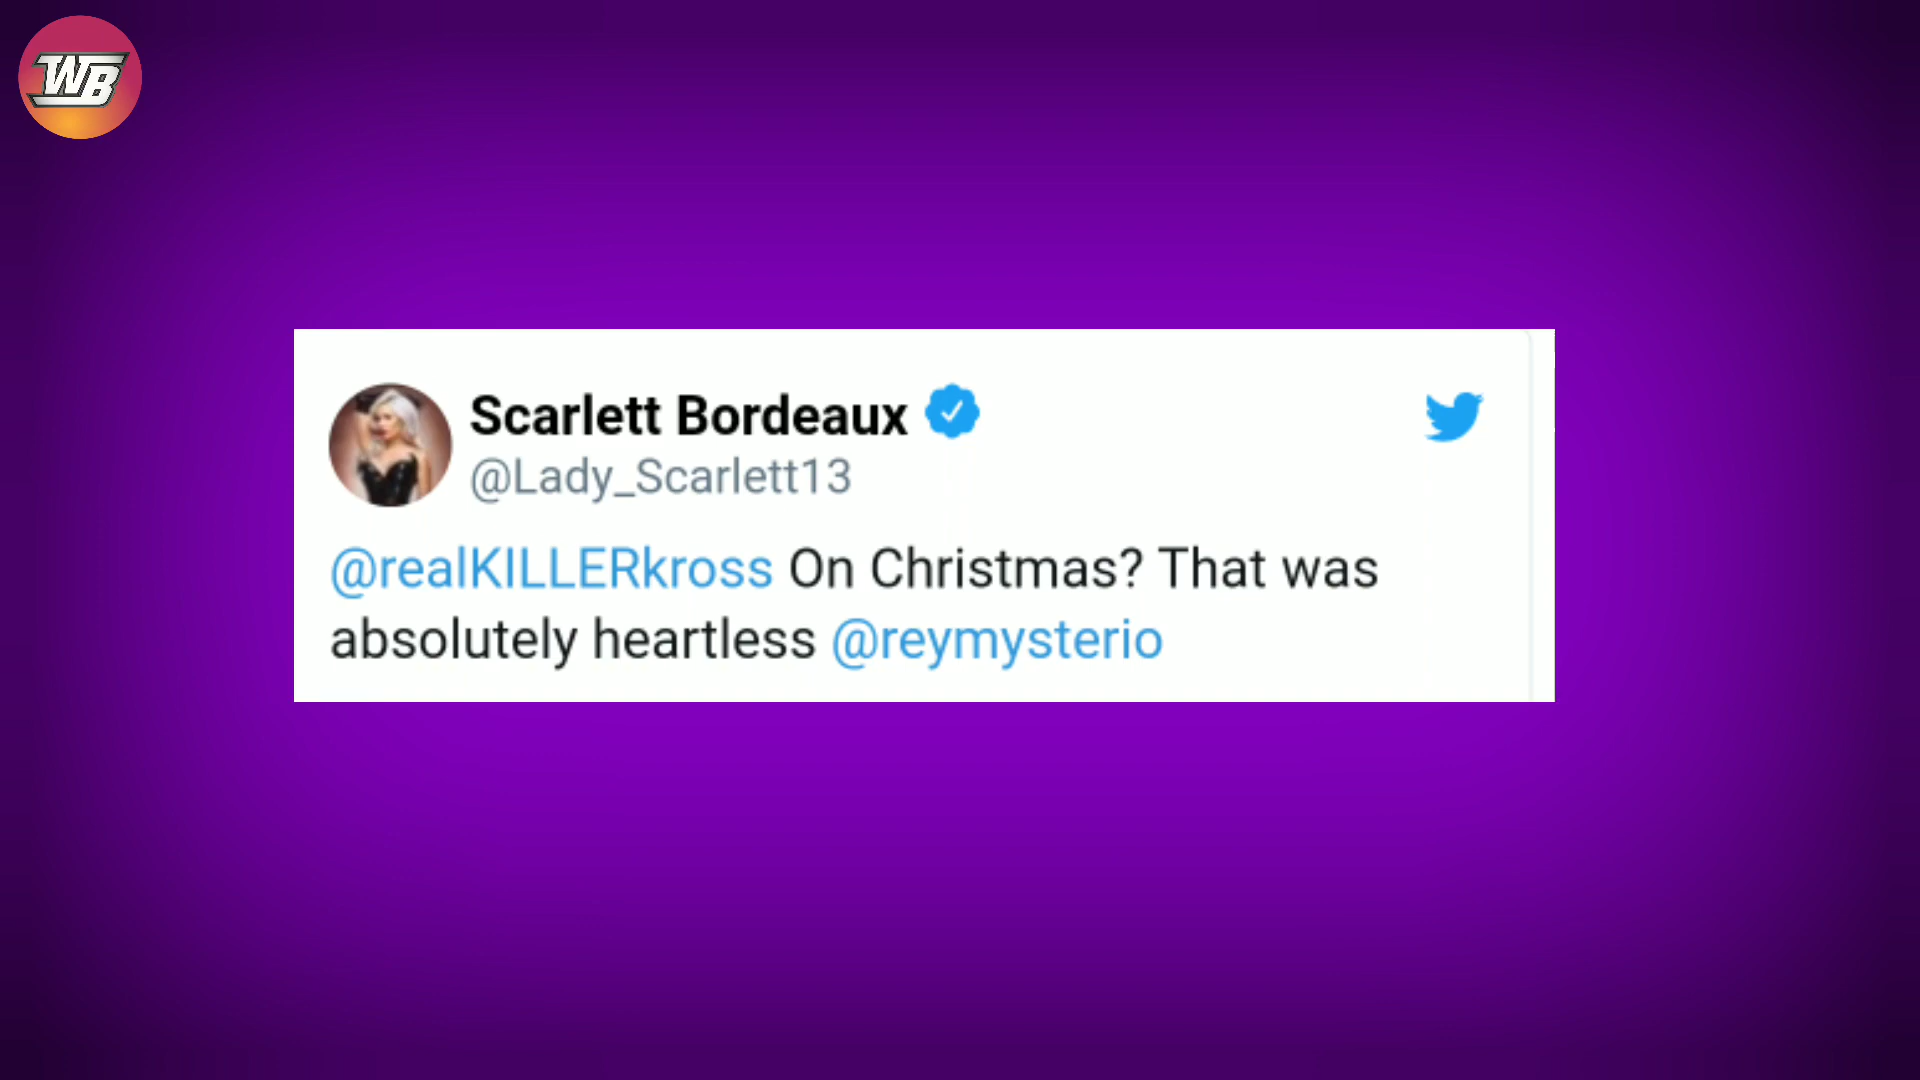 WB
Scarlett Bordeaux
@Lady_Scarlett13
@realKILLERkross On Christmas? That was
absolutely heartless @reymysterio